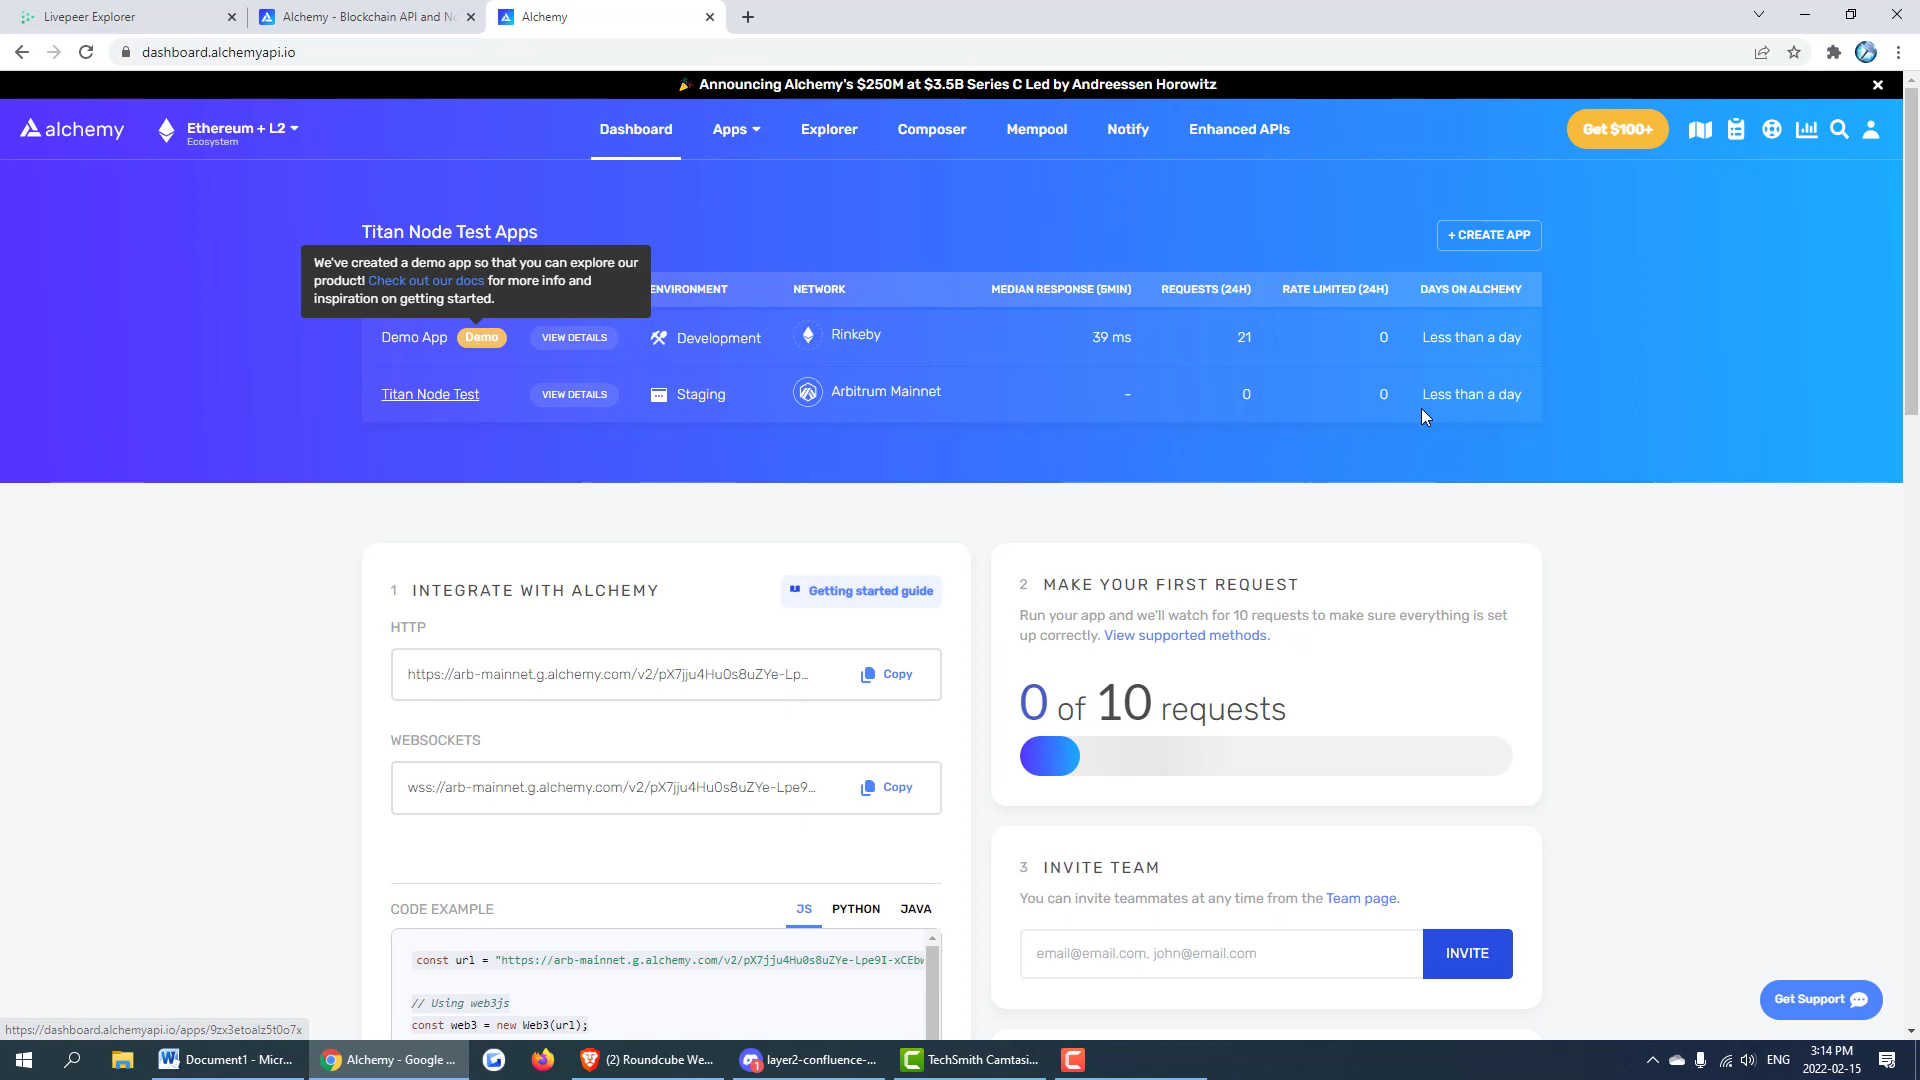 Livepeer Explorer
Alchemy - Blockchain API and No
Alchemy
dashboard.alchemyapi.io
Announcing Alchemy's $250M at $3.5B Series C Led by Andreessen Horowitz
alchemy
Ethereum + L2
Ecosystem
Dashboard
Apps
Explorer
Composer
Mempool
Notify
Enhanced APIs
Get $100+
Titan Node Test Apps
+ CREATE APP
We've created a demo app so that you can explore our
product! Check out our docs for more info and
inspiration on getting started.
ENVIRONMENT
NETWORK
MEDIAN RESPONSE (5MIN)
REQUESTS (24H)
RATE LIMITED (24H)
DAYS ON ALCHEMY
Demo App
Demo
VIEW DETAILS
Development
Rinkeby
39 ms
21
0
Less than a day
Titan Node Test
VIEW DETAILS
Staging
Arbitrum Mainnet
-
0
0
Less than a day
1 INTEGRATE WITH ALCHEMY
Getting started guide
HTTP
https://arb-mainnet.g.alchemy.com/v2/pX7jju4Hu0s8uZYe-Lp...
Copy
WEBSOCKETS
wss://arb-mainnet.g.alchemy.com/v2/pX7jju4Hu0s8uZYe-Lpe9...
Copy
CODE EXAMPLE
JS
PYTHON
JAVA
const url = "https://arb-mainnet.g.alchemy.com/v2/pX7jju4Hu0s8uZYe-Lpe9I-xCEbw
// Using web3js
const web3 = new Web3(url);
2 MAKE YOUR FIRST REQUEST
Run your app and we'll watch for 10 requests to make sure everything is set
up correctly. View supported methods.
0 of 10 requests
3 INVITE TEAM
You can invite teammates at any time from the Team page.
email@email.com, john@email.com
INVITE
Get Support
https://dashboard.alchemyapi.io/apps/9zx3etoalz5t0o7x
Document1 - Micr...
Alchemy - Google ...
(2) Roundcube We...
layer2-confluence-...
TechSmith Camtasi...
ENG
3:14 PM
2022-02-15